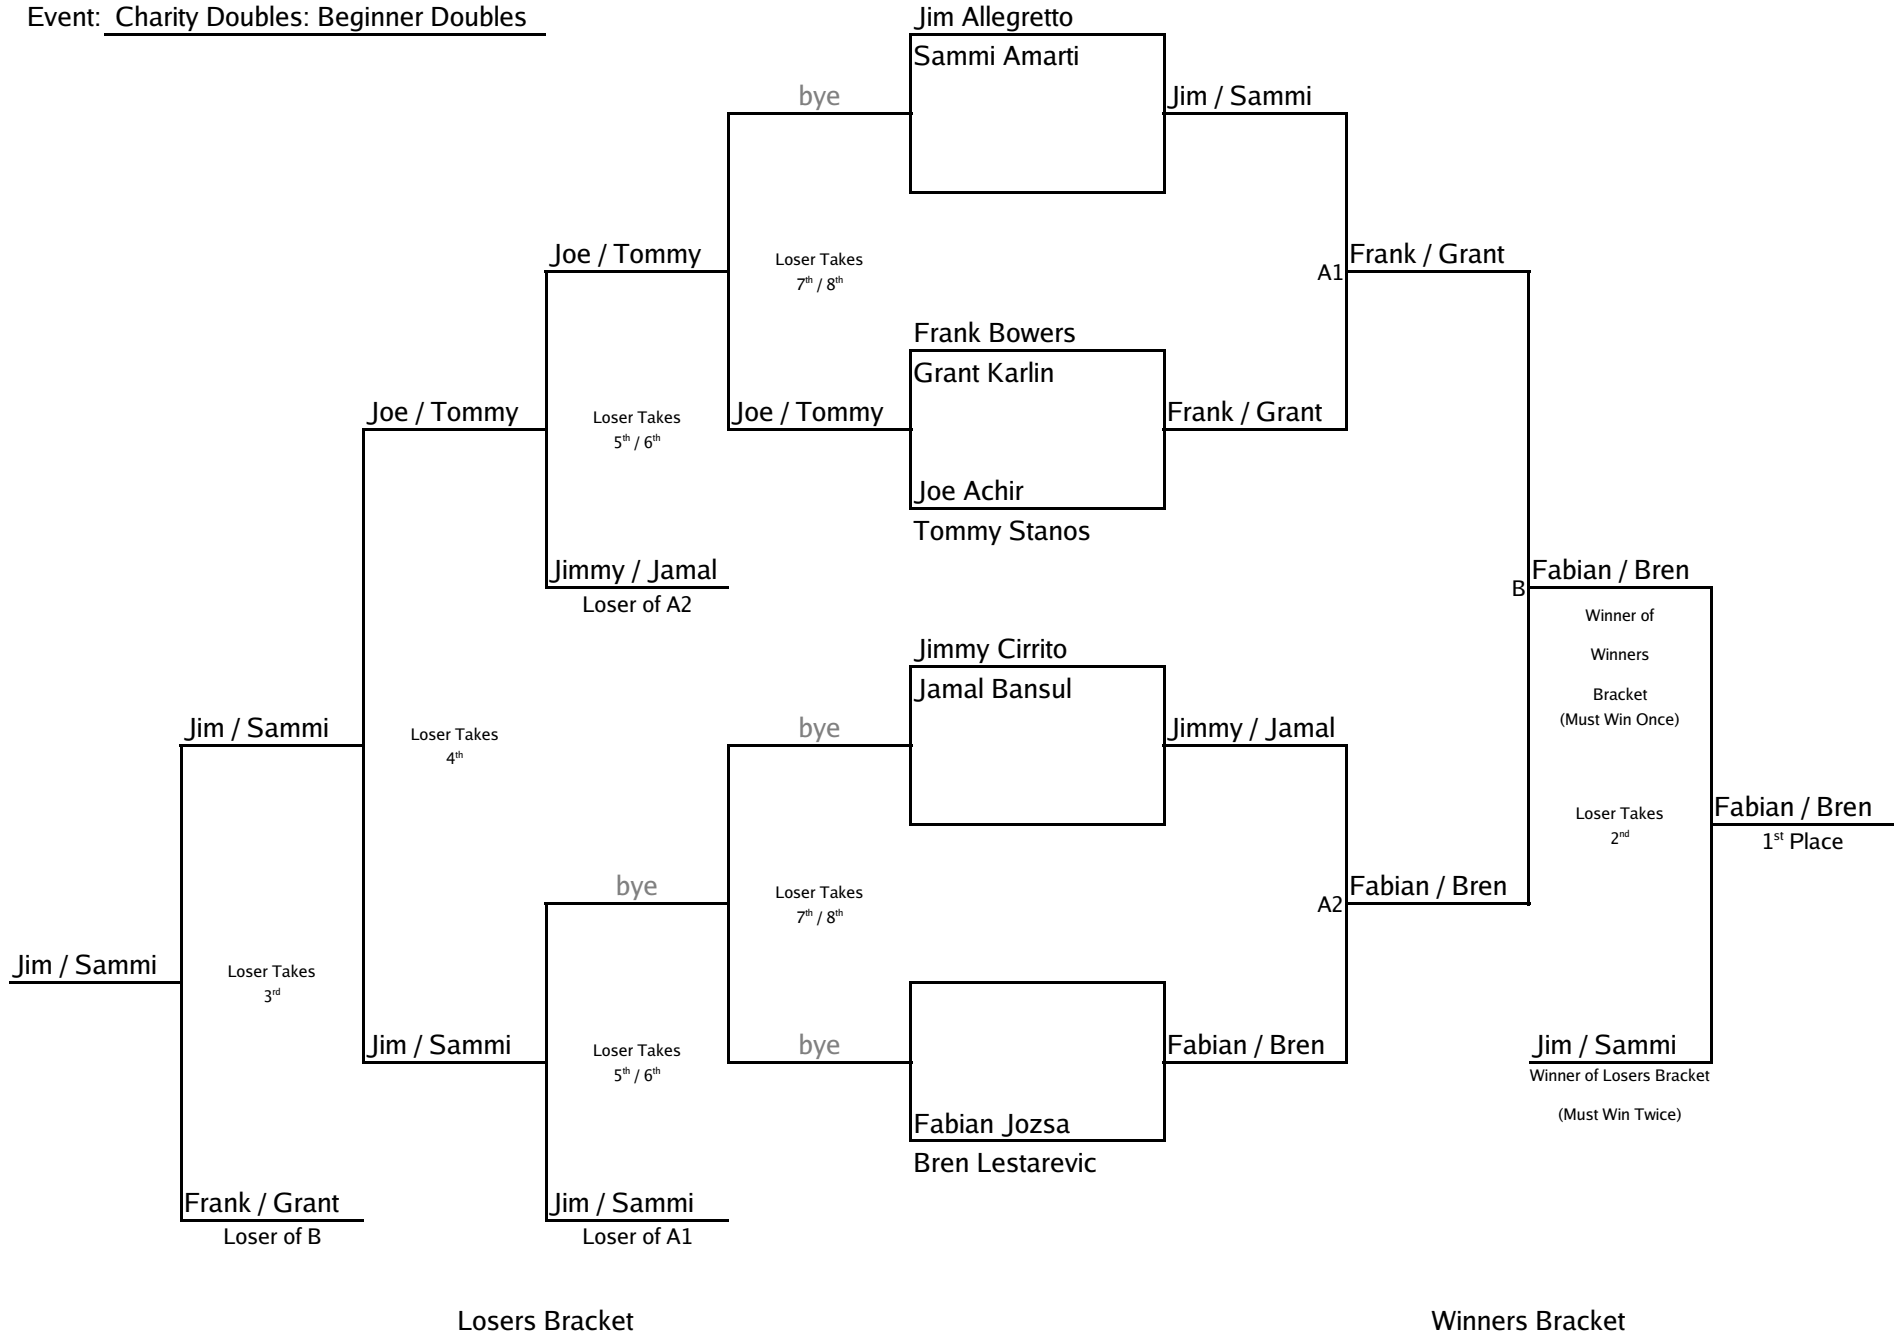 Event: Charity Doubles: Beginner Doubles
Jim Allegretto
Sammi Amarti
bye
Jim / Sammi
Joe / Tommy
Loser Takes
7th / 8th
A1
Frank / Grant
Frank Bowers
Grant Karlin
Joe / Tommy
Loser Takes
5th / 6th
Joe / Tommy
Frank / Grant
Joe Achir
Tommy Stanos
Jimmy / Jamal
Loser of A2
B
Fabian / Bren
Winner of
Winners
Bracket
(Must Win Once)
Jimmy Cirrito
Jamal Bansul
Jim / Sammi
Loser Takes
4th
bye
Jimmy / Jamal
Loser Takes
2nd
Fabian / Bren
1st Place
bye
Loser Takes
7th / 8th
A2
Fabian / Bren
Jim / Sammi
Loser Takes
3rd
Jim / Sammi
Loser Takes
5th / 6th
bye
Fabian / Bren
Jim / Sammi
Winner of Losers Bracket
(Must Win Twice)
Fabian Jozsa
Bren Lestarevic
Frank / Grant
Loser of B
Jim / Sammi
Loser of A1
Losers Bracket
Winners Bracket